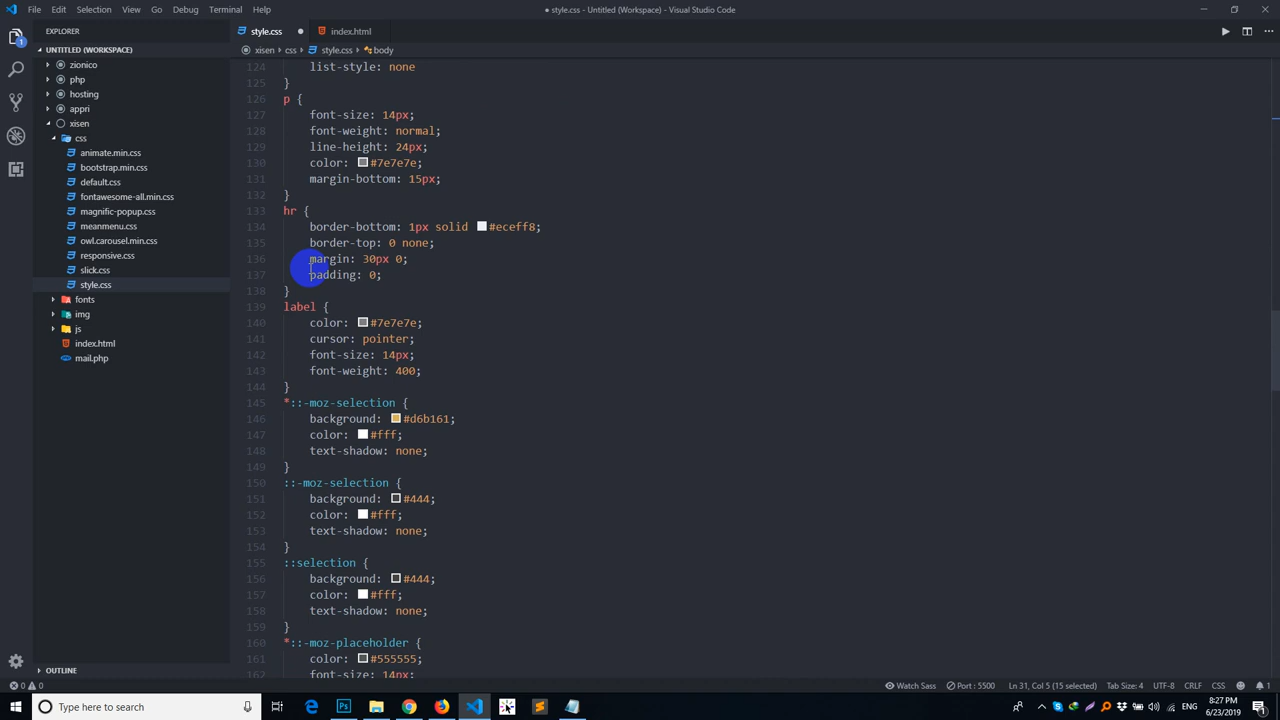 File Edit Selection View Go Debug Terminal Help
● style.css - Untitled (Workspace) - Visual Studio Code
EXPLORER
style.css ●
index.html
UNTITLED (WORKSPACE)
xisen › css › style.css › body
zionico
php
hosting
appri
xisen
css
animate.min.css
bootstrap.min.css
default.css
fontawesome-all.min.css
magnific-popup.css
meanmenu.css
owl.carousel.min.css
responsive.css
slick.css
style.css
fonts
img
js
index.html
mail.php
OUTLINE
124 list-style: none
125 }
126 p {
127 font-size: 14px;
128 font-weight: normal;
129 line-height: 24px;
130 color: #7e7e7e;
131 margin-bottom: 15px;
132 }
133 hr {
134 border-bottom: 1px solid #eceff8;
135 border-top: 0 none;
136 margin: 30px 0;
137 padding: 0;
138 }
139 label {
140 color: #7e7e7e;
141 cursor: pointer;
142 font-size: 14px;
143 font-weight: 400;
144 }
145 *::-moz-selection {
146 background: #d6b161;
147 color: #fff;
148 text-shadow: none;
149 }
150 ::-moz-selection {
151 background: #444;
152 color: #fff;
153 text-shadow: none;
154 }
155 ::selection {
156 background: #444;
157 color: #fff;
158 text-shadow: none;
159 }
160 *::-moz-placeholder {
161 color: #555555;
162 font-size: 14px;
0 0
Watch Sass Port : 5500 Ln 31, Col 5 (15 selected) Tab Size: 4 UTF-8 CRLF CSS 1
Type here to search
ENG
8:27 PM
6/23/2019